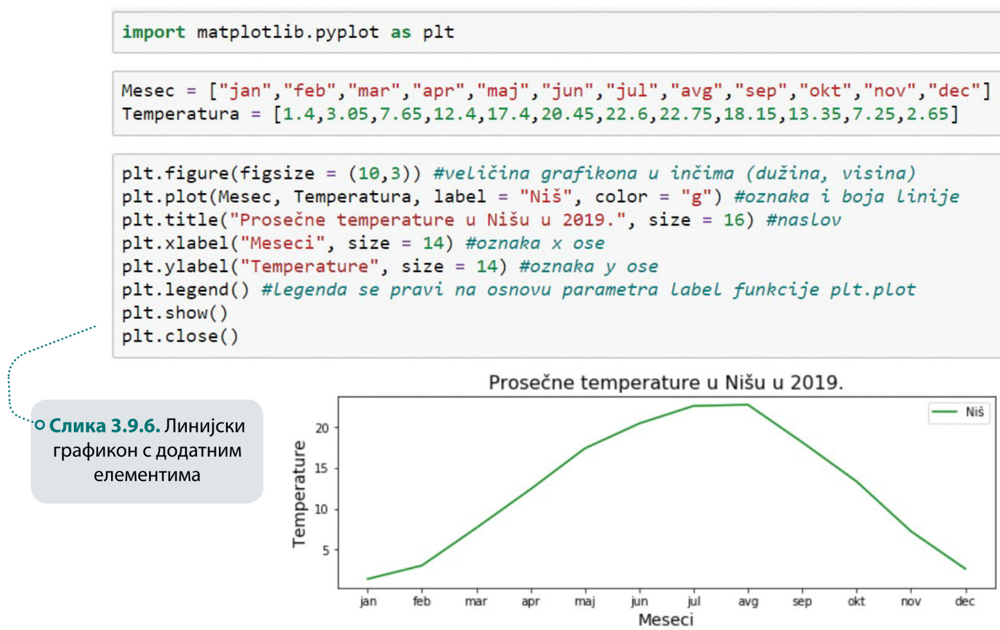 import matplotlib.pyplot as plt
Mesec = ["jan","feb","mar","apr","maj","jun","jul","avg","sep","okt","nov","dec"]
Temperatura = [1.4,3.05,7.65,12.4,17.4,20.45,22.6,22.75,18.15,13.35,7.25,2.65]
plt.figure(figsize = (10,3)) #veličina grafikona u inčima (dužina, visina)
plt.plot(Mesec, Temperatura, label = "Niš", color = "g") #oznaka i boja linije
plt.title("Prosečne temperature u Nišu u 2019.", size = 16) #naslov
plt.xlabel("Meseci", size = 14) #oznaka x ose
plt.ylabel("Temperature", size = 14) #oznaka y ose
plt.legend() #legenda se pravi na osnovu parametra label funkcije plt.plot
plt.show()
plt.close()
Слика 3.9.6. Линијски
графикон с додатним
елементима
Prosečne temperature u Nišu u 2019.
Niš
Temperature
20
15
10
5
jan feb mar apr maj jun jul avg sep okt nov dec
Meseci